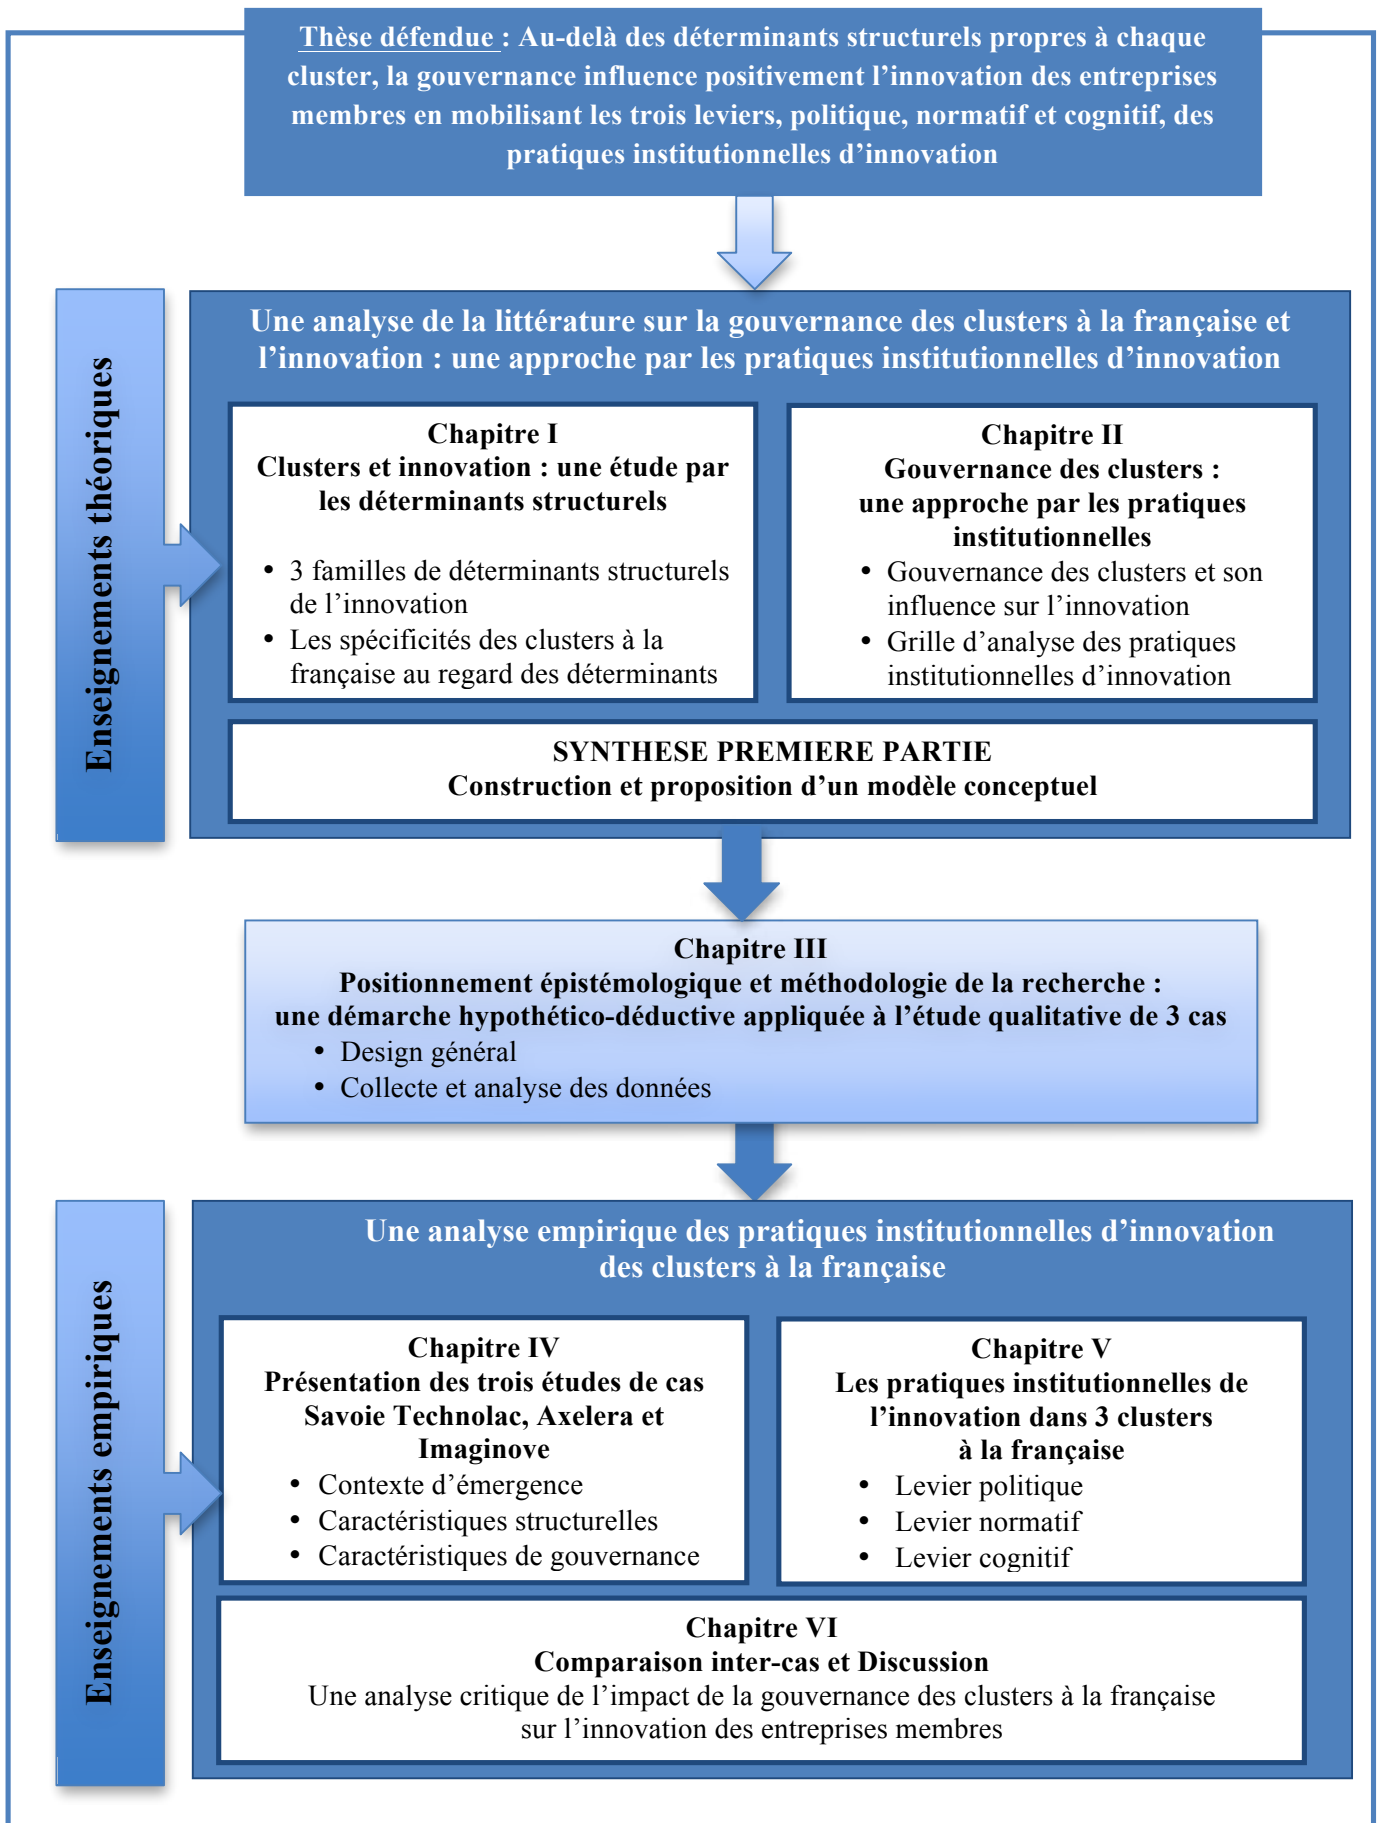 Thèse défendue : Au-delà des déterminants structurels propres à chaque
cluster, la gouvernance influence positivement l’innovation des entreprises
membres en mobilisant les trois leviers, politique, normatif et cognitif, des
pratiques institutionnelles d’innovation
Enseignements théoriques
Une analyse de la littérature sur la gouvernance des clusters à la française et
l’innovation : une approche par les pratiques institutionnelles d’innovation
Chapitre I
Clusters et innovation : une étude par
les déterminants structurels
• 3 familles de déterminants structurels
de l’innovation
• Les spécificités des clusters à la
française au regard des déterminants
Chapitre II
Gouvernance des clusters :
une approche par les pratiques
institutionnelles
• Gouvernance des clusters et son
influence sur l’innovation
• Grille d’analyse des pratiques
institutionnelles d’innovation
SYNTHESE PREMIERE PARTIE
Construction et proposition d’un modèle conceptuel
Chapitre III
Positionnement épistémologique et méthodologie de la recherche :
une démarche hypothético-déductive appliquée à l’étude qualitative de 3 cas
• Design général
• Collecte et analyse des données
Enseignements empiriques
Une analyse empirique des pratiques institutionnelles d’innovation
des clusters à la française
Chapitre IV
Présentation des trois études de cas
Savoie Technolac, Axelera et
Imaginove
• Contexte d’émergence
• Caractéristiques structurelles
• Caractéristiques de gouvernance
Chapitre V
Les pratiques institutionnelles de
l’innovation dans 3 clusters
à la française
• Levier politique
• Levier normatif
• Levier cognitif
Chapitre VI
Comparaison inter-cas et Discussion
Une analyse critique de l’impact de la gouvernance des clusters à la française
sur l’innovation des entreprises membres